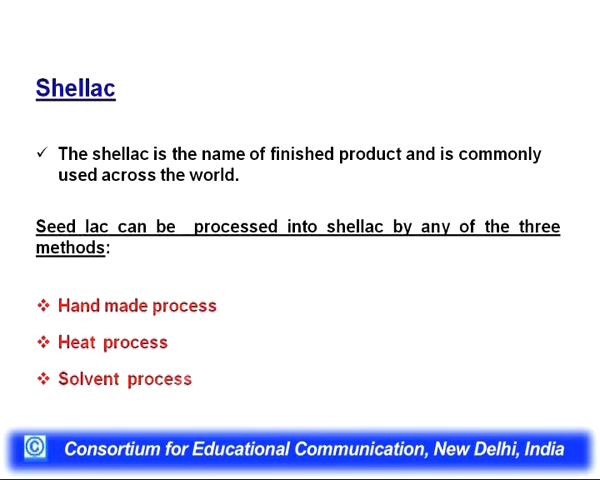 Shellac
✓ The shellac is the name of finished product and is commonly
used across the world.
Seed lac can be processed into shellac by any of the three
methods:
❖ Hand made process
❖ Heat process
❖ Solvent process
© Consortium for Educational Communication, New Delhi, India